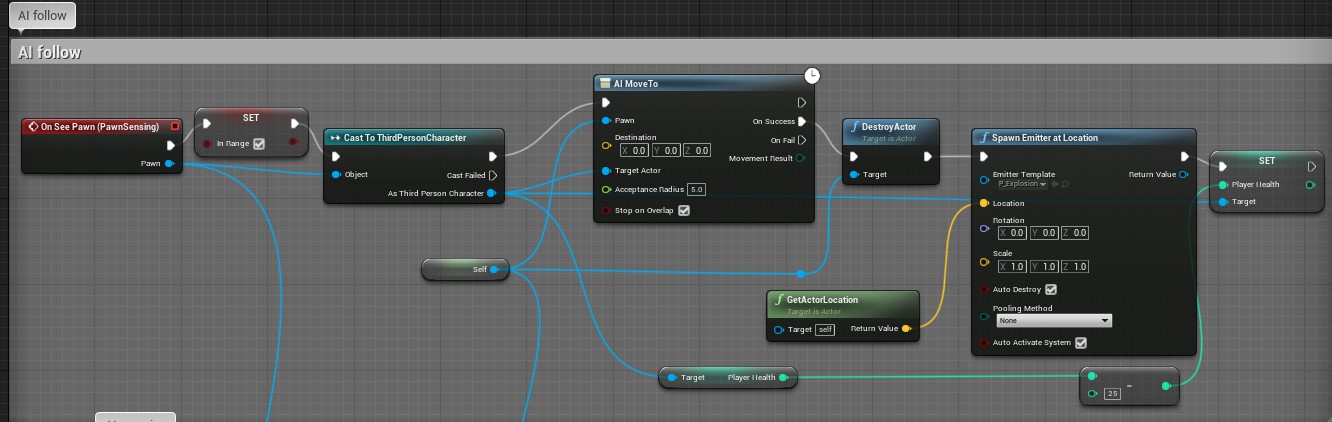 AI follow
AI follow
On See Pawn (PawnSensing)
Pawn
SET
In Range
Cast To ThirdPersonCharacter
Object
Cast Failed
As Third Person Character
AI MoveTo
Pawn
On Success
Destination
X 0.0 Y 0.0 Z 0.0
On Fail
Movement Result
Target Actor
Acceptance Radius 5.0
Stop on Overlap
Self
DestroyActor
Target is Actor
Target
GetActorLocation
Target is Actor
Target self
Return Value
Target
Player Health
Spawn Emitter at Location
Emitter Template
P_Explosion
Return Value
Location
Rotation
X 0.0 Y 0.0 Z 0.0
Scale
X 1.0 Y 1.0 Z 1.0
Auto Destroy
Pooling Method
None
Auto Activate System
25
-
SET
Player Health
Target